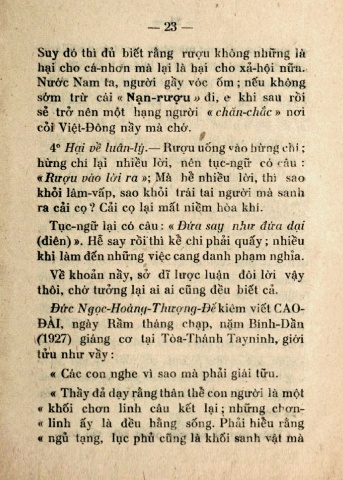 — 23 —
Suy đó thì đủ biết rằng rượu không những là
hại cho cá-nhơn mà lại là hại cho xã-hội nữa.
Nước Nam ta, người gầy vóc ốm ; nếu không
sớm trừ cái « Nạn-rượu » đi, e khi sau rồi
sẽ trở nên một hạng người « chăn-chắc » nơi
cõi Việt-Đông nầy mà chớ.
4° Hại về luân-lý.— Rượu uống vào hứng chí ;
hứng chí lại nhiều lời, nên tục-ngữ có câu :
« Rượu vào lời ra »; Mà hễ nhiều lời, thì sao
khỏi lâm-vấp, sao khỏi trái tai người mà sanh
ra cải cọ ? Cải cọ lại mất niềm hòa khí.
Tục-ngữ lại có câu : « Đứa say như đứa dại
(điên) ». Hễ say rồi thì kể chi phải quấy ; nhiều
khi làm đến những việc cang danh phạm nghĩa.
Về khoản nầy, sở dĩ lược luận đôi lời vậy
thôi, chớ tưởng lại ai ai cũng đều biết cả.
Đức Ngọc-Hoàng-Thượng-Đế kiêm viết CAO-
ĐÀI, ngày Rằm tháng chạp, năm Bính-Dần
(1927) giáng cơ tại Tòa-Thánh Tayninh, giới
tửu như vầy :
« Các con nghe vì sao mà phải giái tửu.
« Thầy đã dạy rằng thân thể con người là một
« khối chơn linh câu kết lại ; những chơn-
« linh ấy là đều hằng sống. Phải hiểu rằng
« ngũ tạng, lục phủ cũng là khối sanh vật mà